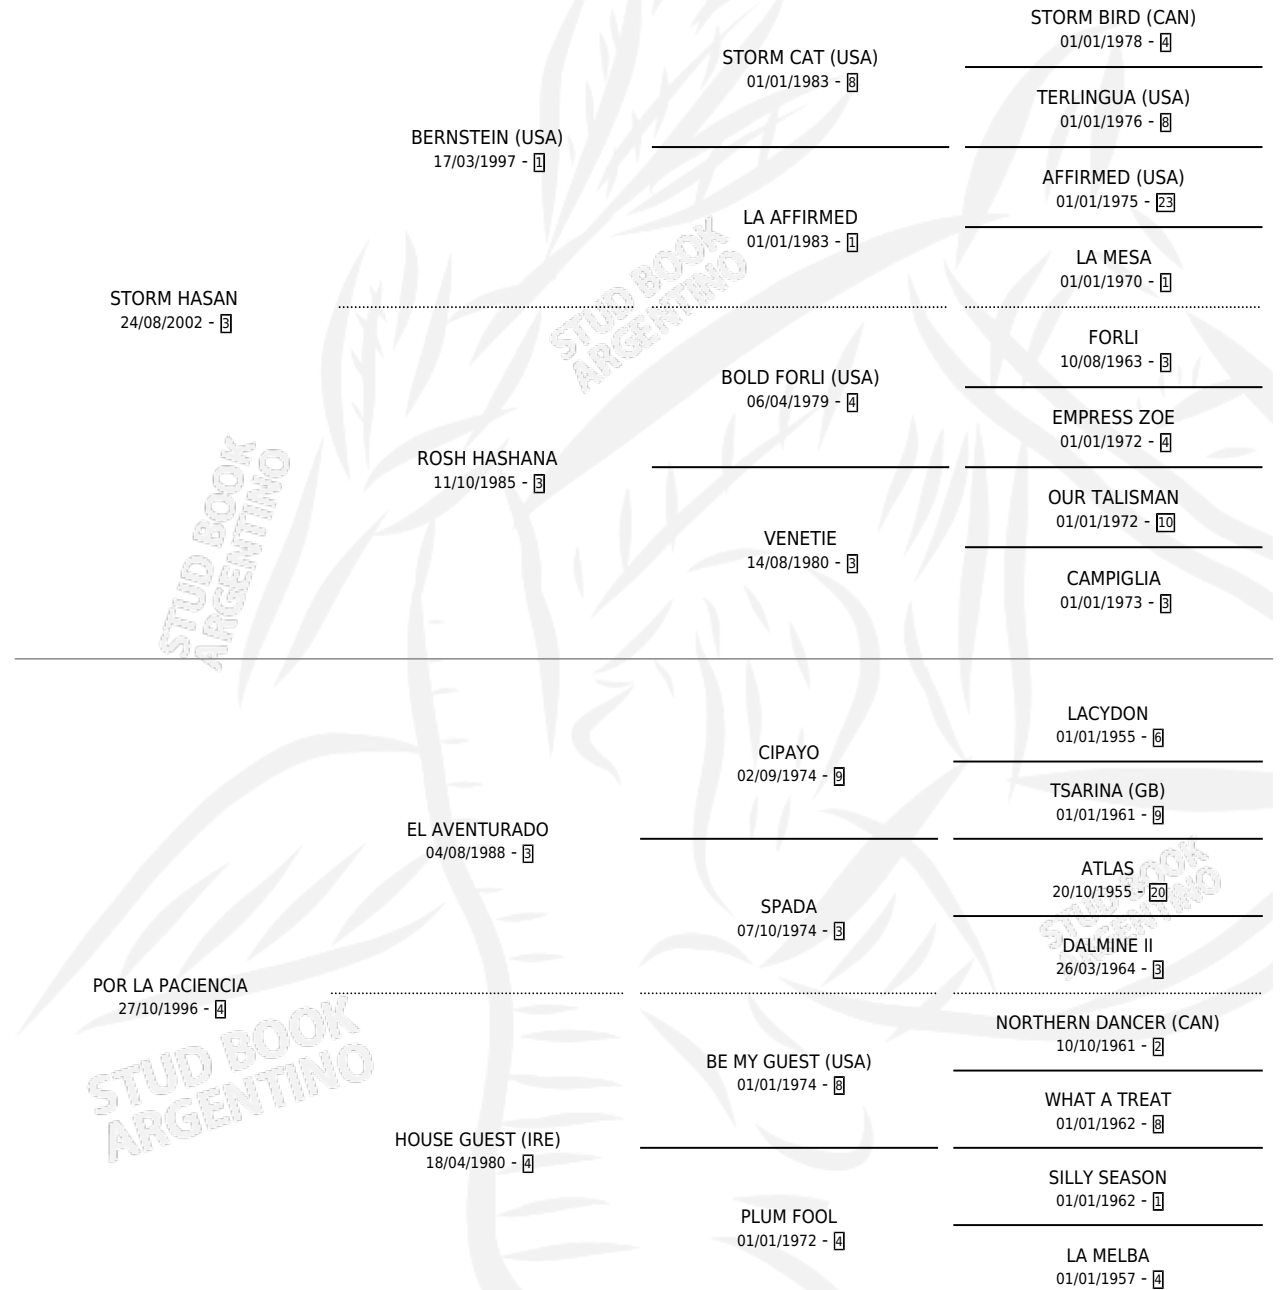 STORM HASAN
24/08/2002 - 3
BERNSTEIN (USA)
17/03/1997 - 1
STORM CAT (USA)
01/01/1983 - 8
STORM BIRD (CAN)
01/01/1978 - 4
TERLINGUA (USA)
01/01/1976 - 8
LA AFFIRMED
01/01/1983 - 1
AFFIRMED (USA)
01/01/1975 - 23
LA MESA
01/01/1970 - 1
ROSH HASHANA
11/10/1985 - 3
BOLD FORLI (USA)
06/04/1979 - 4
FORLI
10/08/1963 - 3
EMPRESS ZOE
01/01/1972 - 4
VENETIE
14/08/1980 - 3
OUR TALISMAN
01/01/1972 - 10
CAMPIGLIA
01/01/1973 - 3
POR LA PACIENCIA
27/10/1996 - 4
EL AVENTURADO
04/08/1988 - 3
CIPAYO
02/09/1974 - 9
LACYDON
01/01/1955 - 6
TSARINA (GB)
01/01/1961 - 9
SPADA
07/10/1974 - 3
ATLAS
20/10/1955 - 20
DALMINE II
26/03/1964 - 3
HOUSE GUEST (IRE)
18/04/1980 - 4
BE MY GUEST (USA)
01/01/1974 - 8
NORTHERN DANCER (CAN)
10/10/1961 - 2
WHAT A TREAT
01/01/1962 - 8
PLUM FOOL
01/01/1972 - 4
SILLY SEASON
01/01/1962 - 1
LA MELBA
01/01/1957 - 4
STUD BOOK
ARGENTINO
STUD BOOK
ARGENTINO
STUD BOOK
ARGENTINO
STUD BOOK
ARGENTINO